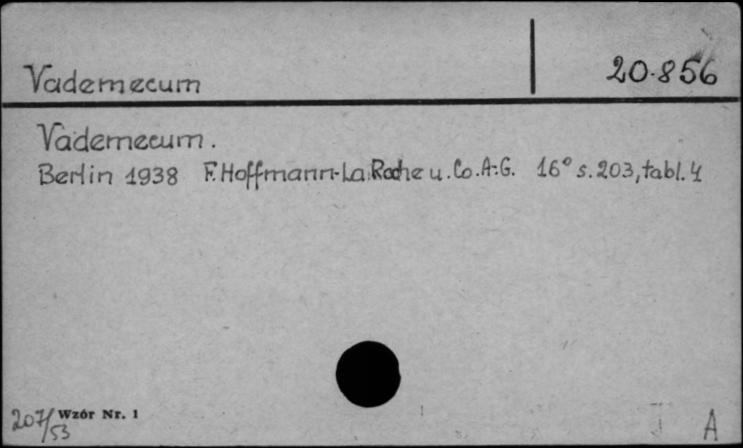 Vademecum
20.856
Vademecum.
Berlin 1938 F. Hoffmann-La Roche u. Co. A.-G. 16° s. 203, tabl. 4
207/53 Wzór Nr. 1
A